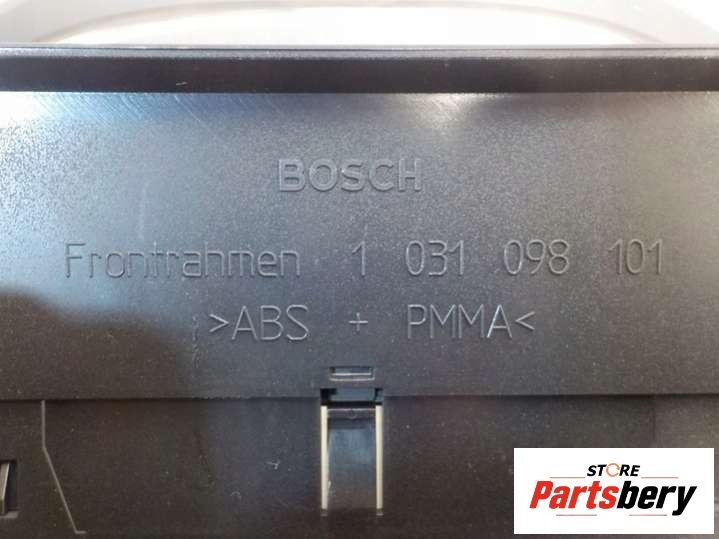 BOSCH
Frontrahmen 1 031 098 101
>ABS + PMMA<
STORE
Partsbery